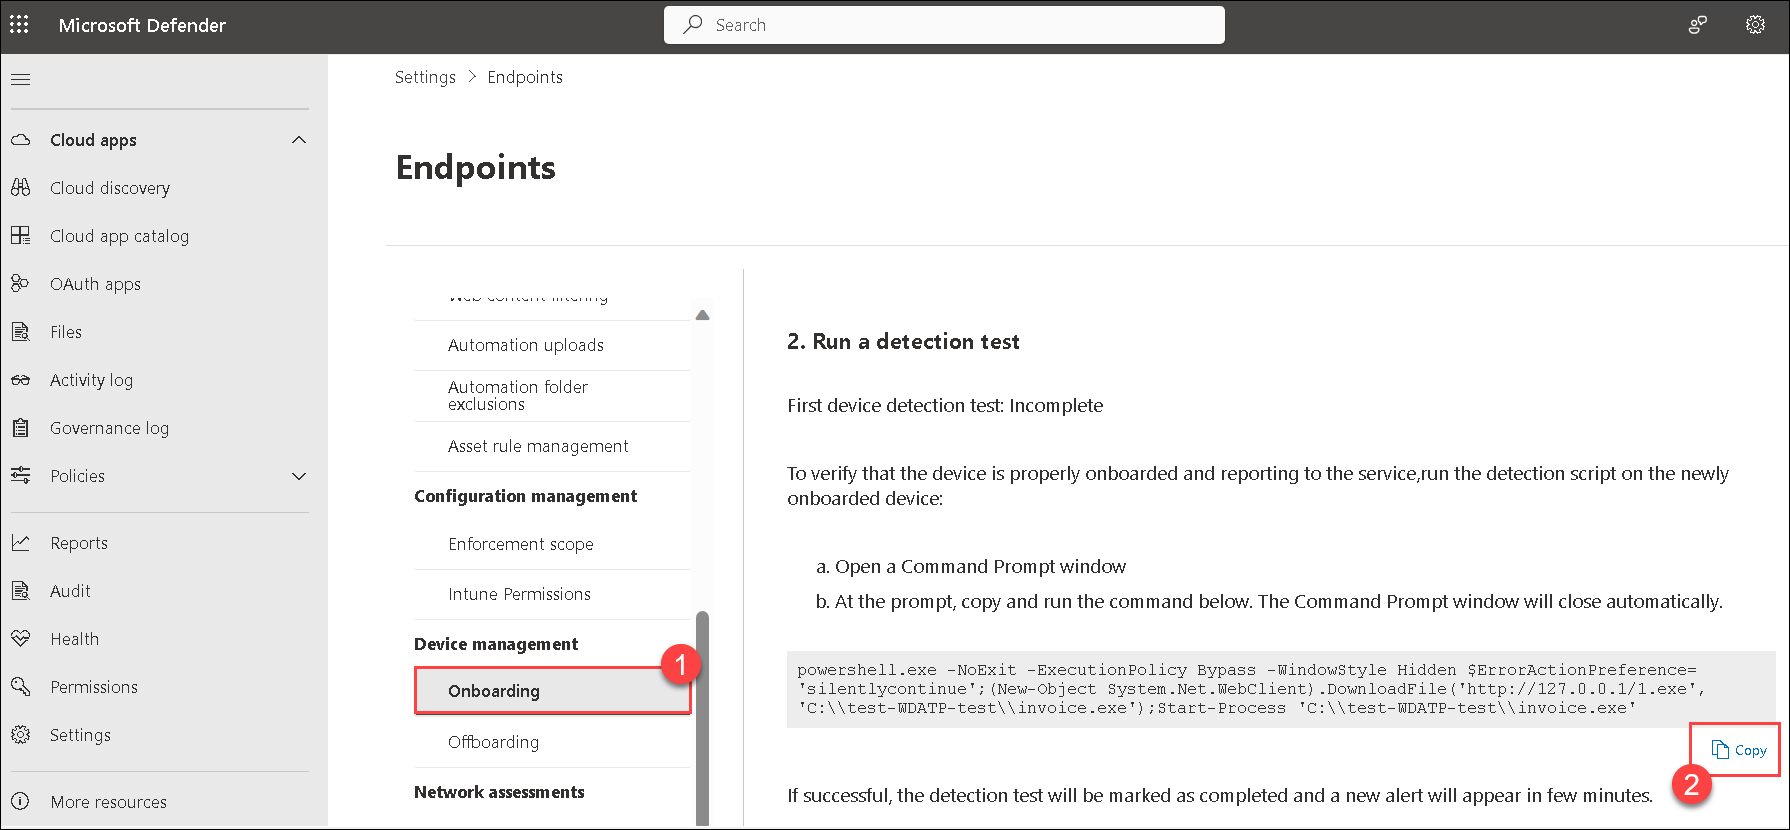 Microsoft Defender
Search
Settings > Endpoints
Cloud apps
Cloud discovery
Cloud app catalog
OAuth apps
Files
Activity log
Governance log
Policies
Reports
Audit
Health
Permissions
Settings
More resources
Endpoints
Web content filtering
Automation uploads
Automation folder
exclusions
Asset rule management
Configuration management
Enforcement scope
Intune Permissions
Device management
1
Onboarding
Offboarding
Network assessments
2. Run a detection test
First device detection test: Incomplete
To verify that the device is properly onboarded and reporting to the service,run the detection script on the newly
onboarded device:
a. Open a Command Prompt window
b. At the prompt, copy and run the command below. The Command Prompt window will close automatically.
powershell.exe -NoExit -ExecutionPolicy Bypass -WindowStyle Hidden $ErrorActionPreference=
'silentlycontinue';(New-Object System.Net.WebClient).DownloadFile('http://127.0.0.1/1.exe',
'C:\\test-WDATP-test\\invoice.exe');Start-Process 'C:\\test-WDATP-test\\invoice.exe'
Copy
2
If successful, the detection test will be marked as completed and a new alert will appear in few minutes.